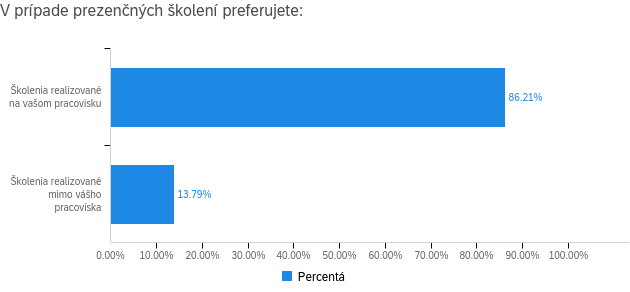 V prípade prezenčných školení preferujete:
Školenia realizované
na vašom pracovisku
86.21%
Školenia realizované
mimo vášho
pracoviska
13.79%
0.00% 10.00% 20.00% 30.00% 40.00% 50.00% 60.00% 70.00% 80.00% 90.00% 100.00%
Percentá